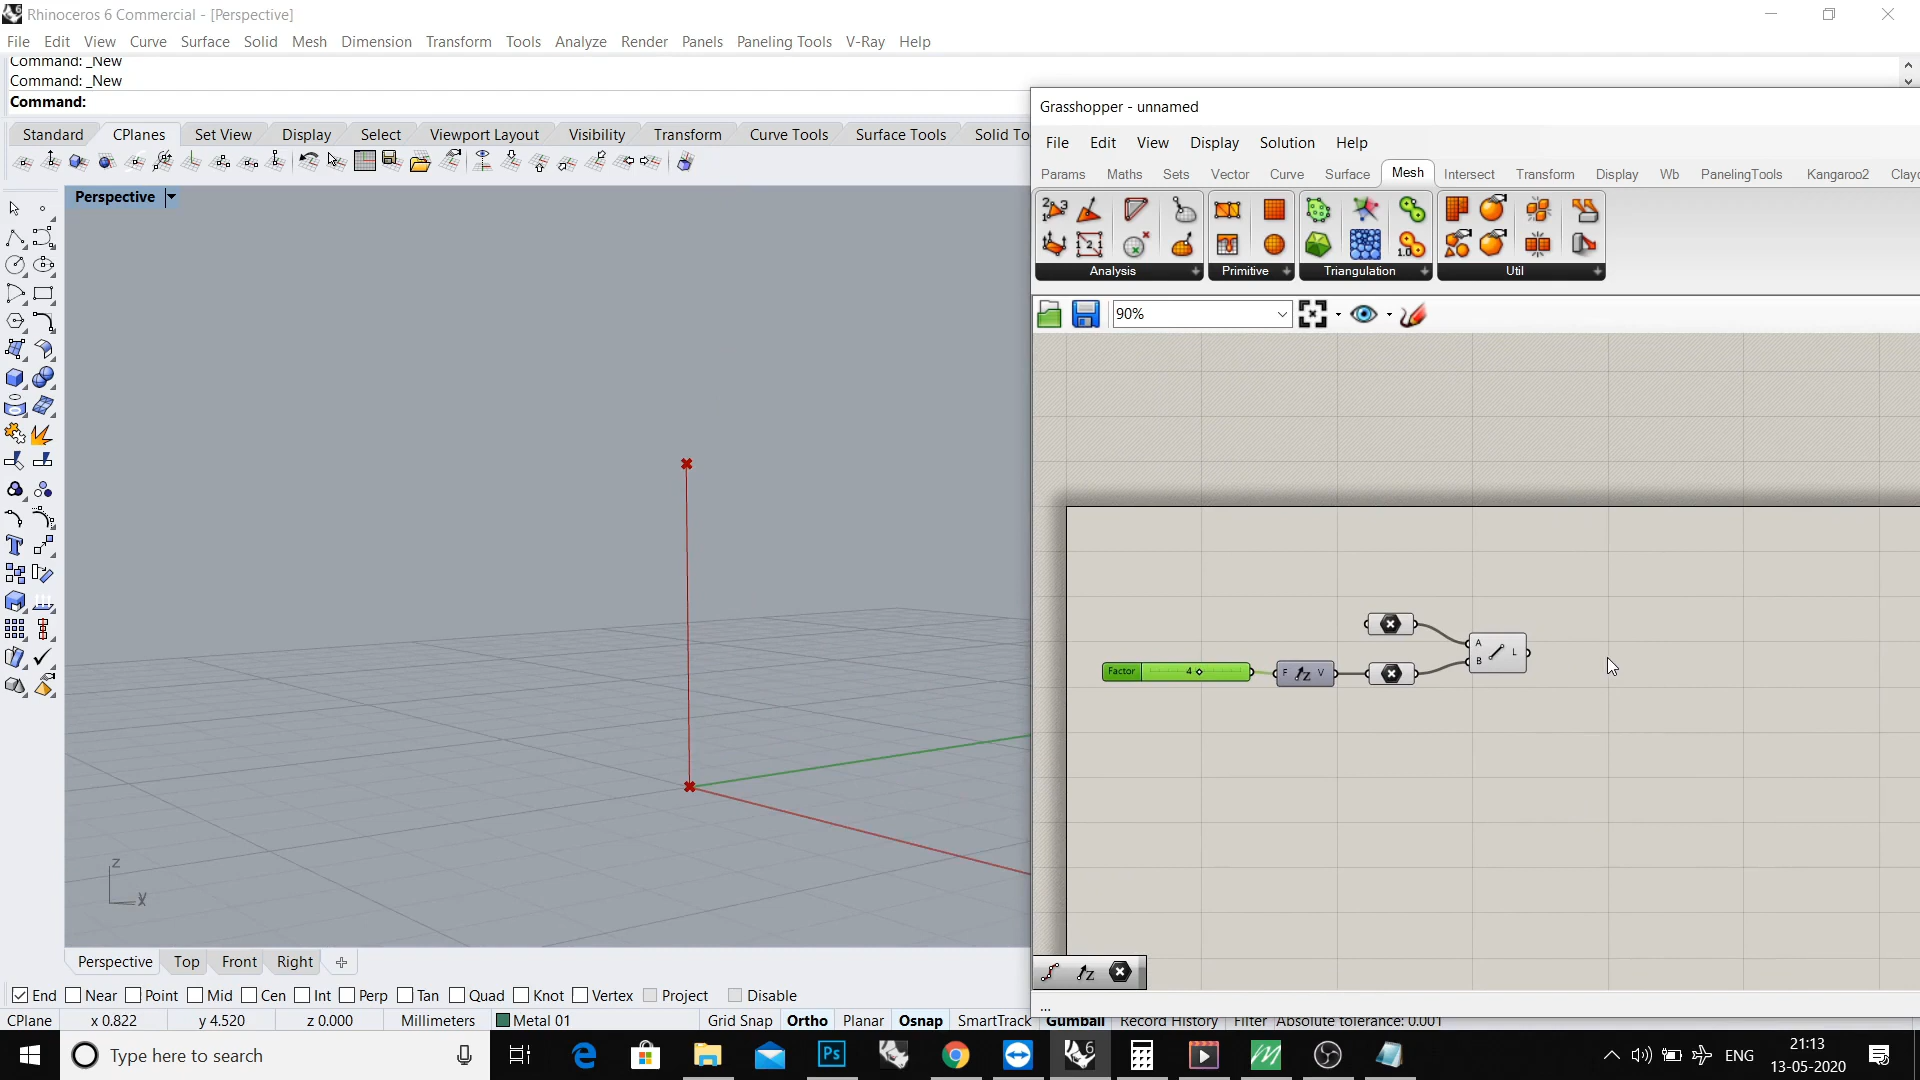 Rhinoceros 6 Commercial - [Perspective]
File Edit View Curve Surface Solid Mesh Dimension Transform Tools Analyze Render Panels Paneling Tools V-Ray Help
Command: _New
Command: _New
Command:
Standard CPlanes Set View Display Select Viewport Layout Visibility Transform Curve Tools Surface Tools Solid To
Perspective
z
y
Perspective Top Front Right
End Near Point Mid Cen Int Perp Tan Quad Knot Vertex Project Disable
CPlane x 0.822 y 4.520 z 0.000 Millimeters Metal 01 Grid Snap Ortho Planar Osnap SmartTrack Gumball Record History Filter Absolute tolerance: 0.001
Grasshopper - unnamed
File Edit View Display Solution Help
Params Maths Sets Vector Curve Surface Mesh Intersect Transform Display Wb PanelingTools Kangaroo2 Clay
Analysis Primitive Triangulation Util
90%
A
B
L
Factor 4 F z V
...
Type here to search
Ps
ENG
21:13
13-05-2020